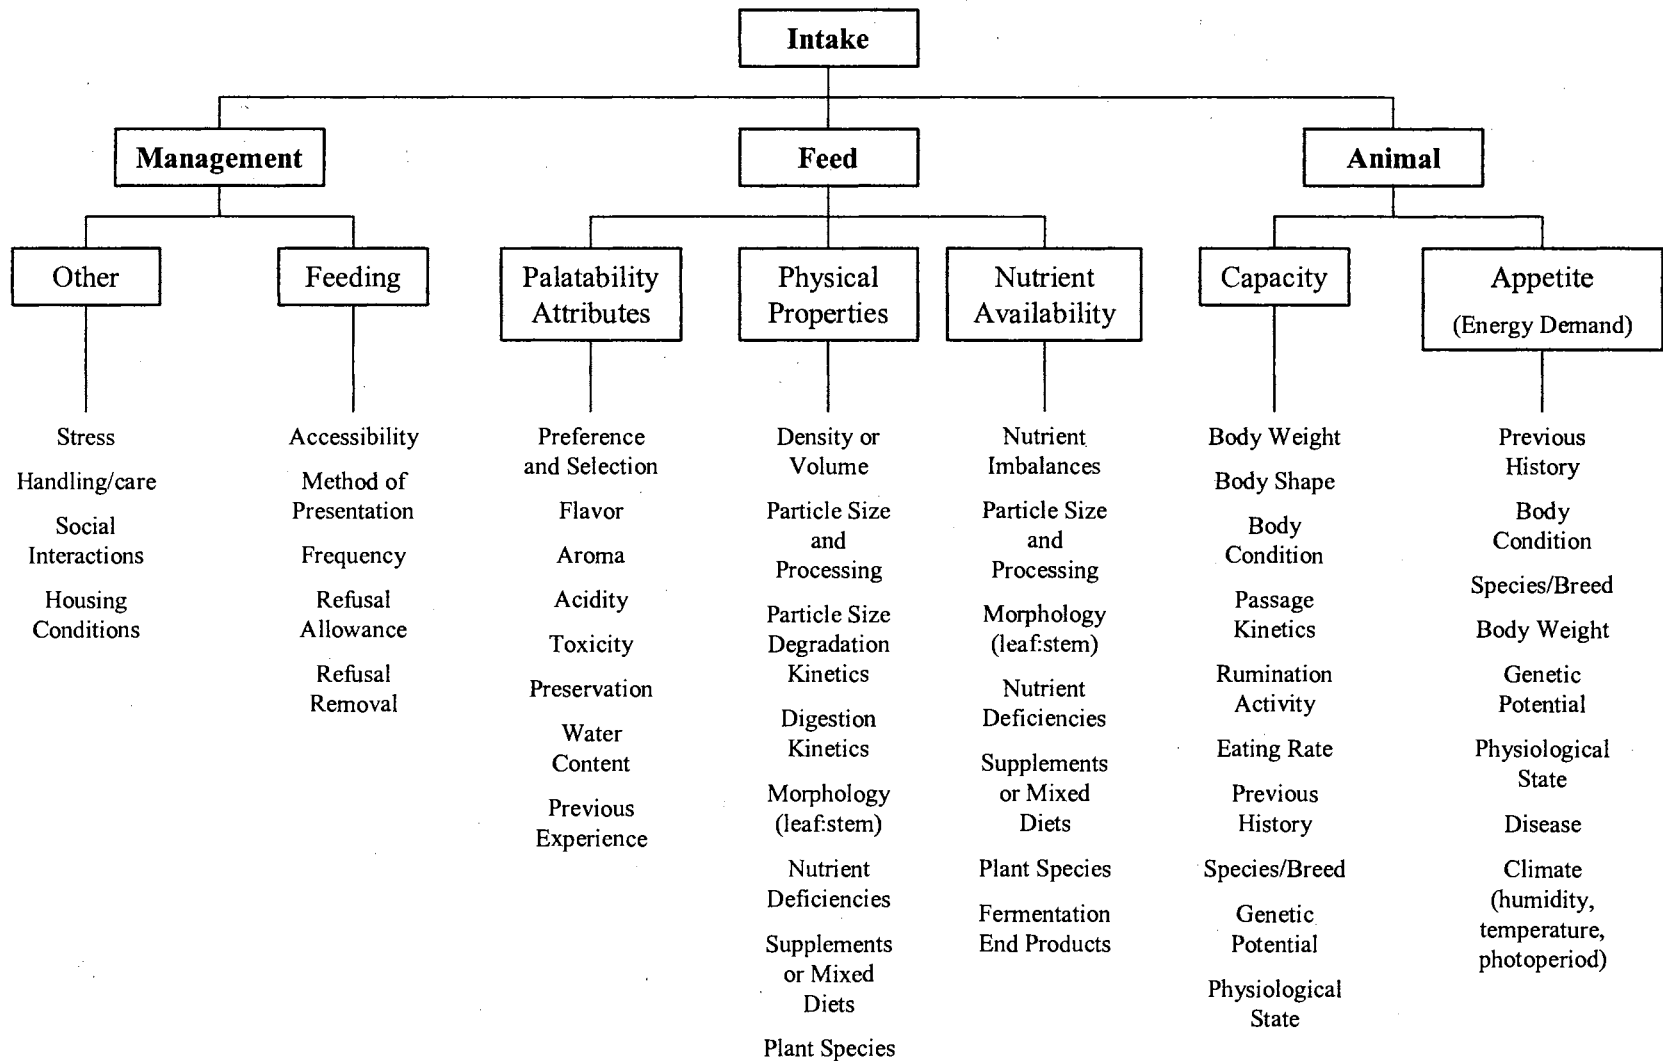 Intake
Management
Feed
Animal
Other
Feeding
Palatability
Attributes
Physical
Properties
Nutrient
Availability
Capacity
Appetite
(Energy Demand)
Stress
Handling/care
Social
Interactions
Housing
Conditions
Accessibility
Method of
Presentation
Frequency
Refusal
Allowance
Refusal
Removal
Preference
and Selection
Flavor
Aroma
Acidity
Toxicity
Preservation
Water
Content
Previous
Experience
Density or
Volume
Particle Size
and
Processing
Particle Size
Degradation
Kinetics
Digestion
Kinetics
Morphology
(leaf:stem)
Nutrient
Deficiencies
Supplements
or Mixed
Diets
Plant Species
Nutrient
Imbalances
Particle Size
and
Processing
Morphology
(leaf:stem)
Nutrient
Deficiencies
Supplements
or Mixed
Diets
Plant Species
Fermentation
End Products
Body Weight
Body Shape
Body
Condition
Passage
Kinetics
Rumination
Activity
Eating Rate
Previous
History
Species/Breed
Genetic
Potential
Physiological
State
Previous
History
Body
Condition
Species/Breed
Body Weight
Genetic
Potential
Physiological
State
Disease
Climate
(humidity,
temperature,
photoperiod)